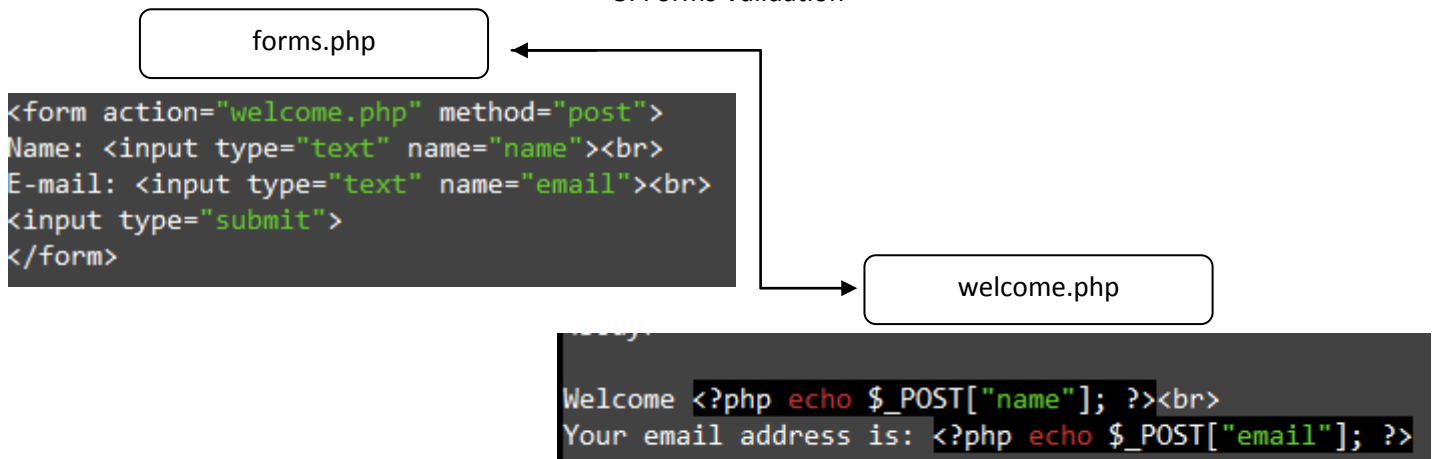 forms.php
<form action="welcome.php" method="post">
Name: <input type="text" name="name"><br>
E-mail: <input type="text" name="email"><br>
<input type="submit">
</form>
welcome.php
Welcome <?php echo $_POST["name"]; ?><br>
Your email address is: <?php echo $_POST["email"]; ?>